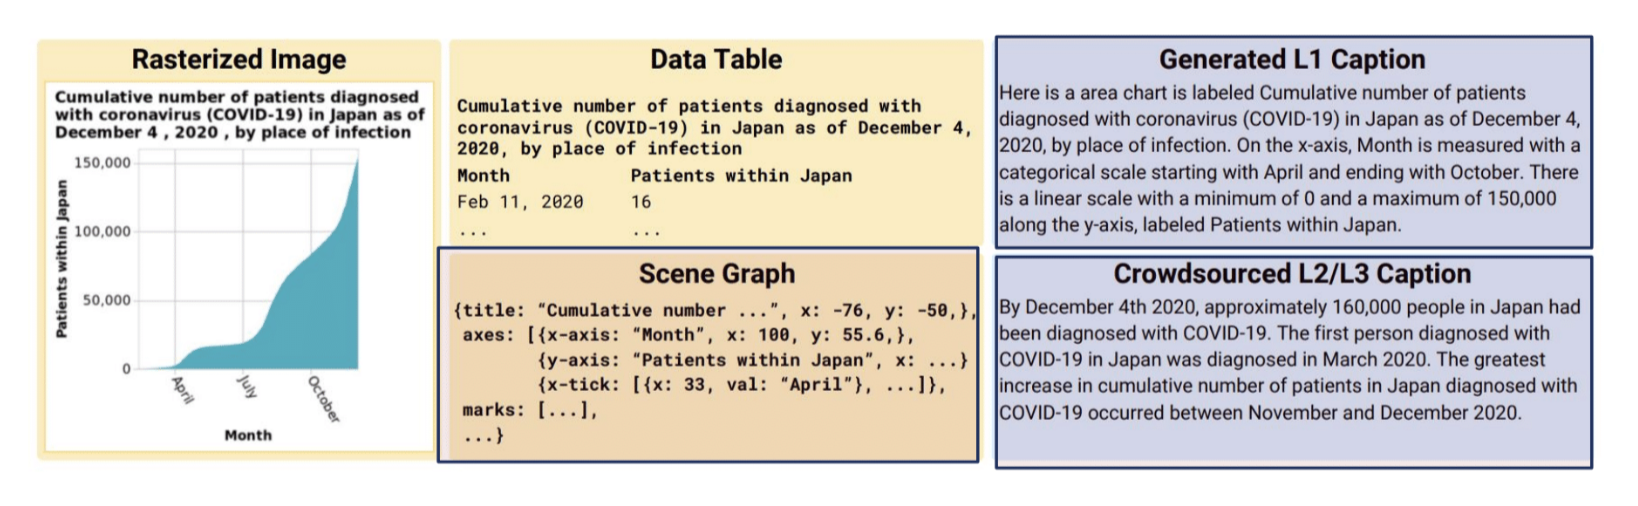 Rasterized Image
Cumulative number of patients diagnosed
with coronavirus (COVID-19) in Japan as of
December 4 , 2020 , by place of infection
150,000
100,000
50,000
0
Patients within Japan
April
July
October
Month
Data Table
Cumulative number of patients diagnosed with
coronavirus (COVID-19) in Japan as of December 4,
2020, by place of infection
Month Patients within Japan
Feb 11, 2020 16
... ...
Scene Graph
{title: “Cumulative number ...”, x: -76, y: -50,},
axes: [{x-axis: “Month”, x: 100, y: 55.6,},
{y-axis: “Patients within Japan”, x: ...}
{x-tick: [{x: 33, val: “April”}, ...]},
marks: [...],
...}
Generated L1 Caption
Here is a area chart is labeled Cumulative number of patients
diagnosed with coronavirus (COVID-19) in Japan as of December 4,
2020, by place of infection. On the x-axis, Month is measured with a
categorical scale starting with April and ending with October. There
is a linear scale with a minimum of 0 and a maximum of 150,000
along the y-axis, labeled Patients within Japan.
Crowdsourced L2/L3 Caption
By December 4th 2020, approximately 160,000 people in Japan had
been diagnosed with COVID-19. The first person diagnosed with
COVID-19 in Japan was diagnosed in March 2020. The greatest
increase in cumulative number of patients in Japan diagnosed with
COVID-19 occurred between November and December 2020.